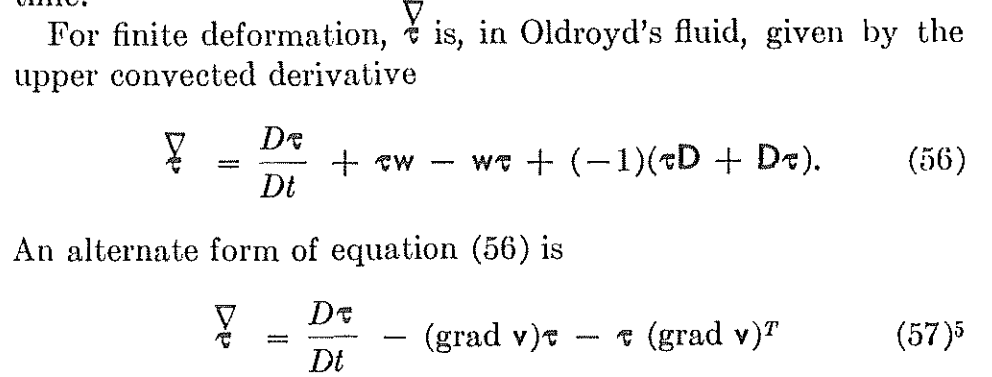 time.
For finite deformation, τ̌ is, in Oldroyd's fluid, given by the
upper convected derivative
∇τ = Dτ/Dt + τw − wτ + (−1)(τD + Dτ). (56)
An alternate form of equation (56) is
∇τ = Dτ/Dt − (grad v)τ − τ (grad v)ᵀ (57)⁵